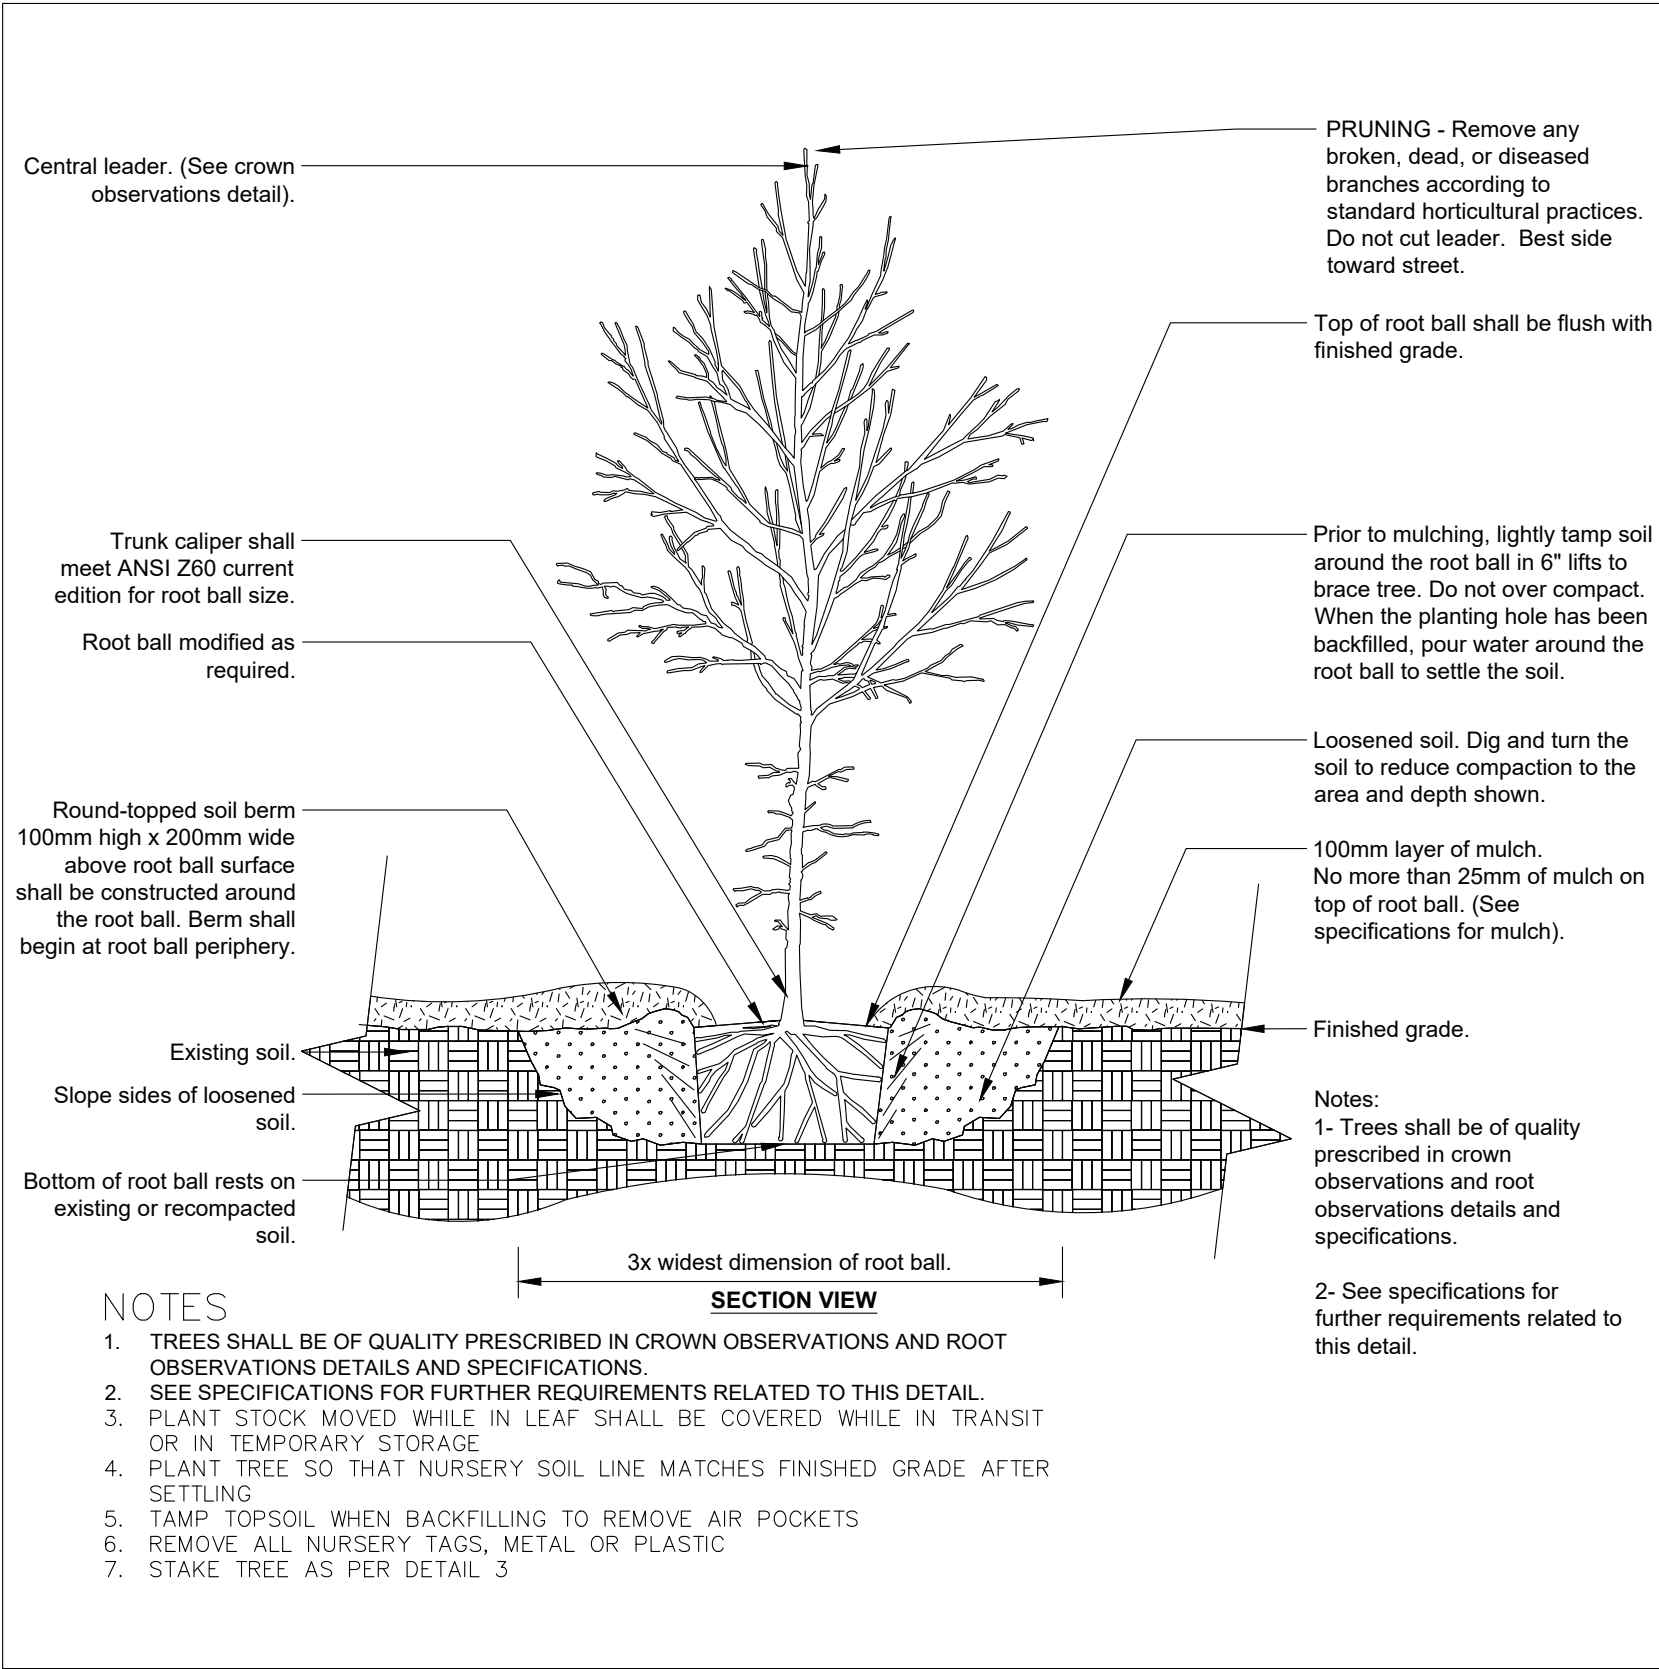 Central leader. (See crown
observations detail).
Trunk caliper shall
meet ANSI Z60 current
edition for root ball size.
Root ball modified as
required.
Round-topped soil berm
100mm high x 200mm wide
above root ball surface
shall be constructed around
the root ball. Berm shall
begin at root ball periphery.
Existing soil.
Slope sides of loosened
soil.
Bottom of root ball rests on
existing or recompacted
soil.
PRUNING - Remove any
broken, dead, or diseased
branches according to
standard horticultural practices.
Do not cut leader.  Best side
toward street.
Top of root ball shall be flush with
finished grade.
Prior to mulching, lightly tamp soil
around the root ball in 6" lifts to
brace tree. Do not over compact.
When the planting hole has been
backfilled, pour water around the
root ball to settle the soil.
Loosened soil. Dig and turn the
soil to reduce compaction to the
area and depth shown.
100mm layer of mulch.
No more than 25mm of mulch on
top of root ball. (See
specifications for mulch).
Finished grade.
Notes:
1- Trees shall be of quality
prescribed in crown
observations and root
observations details and
specifications.
2- See specifications for
further requirements related to
this detail.
3x widest dimension of root ball.
SECTION VIEW
NOTES
1. TREES SHALL BE OF QUALITY PRESCRIBED IN CROWN OBSERVATIONS AND ROOT
OBSERVATIONS DETAILS AND SPECIFICATIONS.
2. SEE SPECIFICATIONS FOR FURTHER REQUIREMENTS RELATED TO THIS DETAIL.
3. PLANT STOCK MOVED WHILE IN LEAF SHALL BE COVERED WHILE IN TRANSIT
OR IN TEMPORARY STORAGE
4. PLANT TREE SO THAT NURSERY SOIL LINE MATCHES FINISHED GRADE AFTER
SETTLING
5. TAMP TOPSOIL WHEN BACKFILLING TO REMOVE AIR POCKETS
6. REMOVE ALL NURSERY TAGS, METAL OR PLASTIC
7. STAKE TREE AS PER DETAIL 3